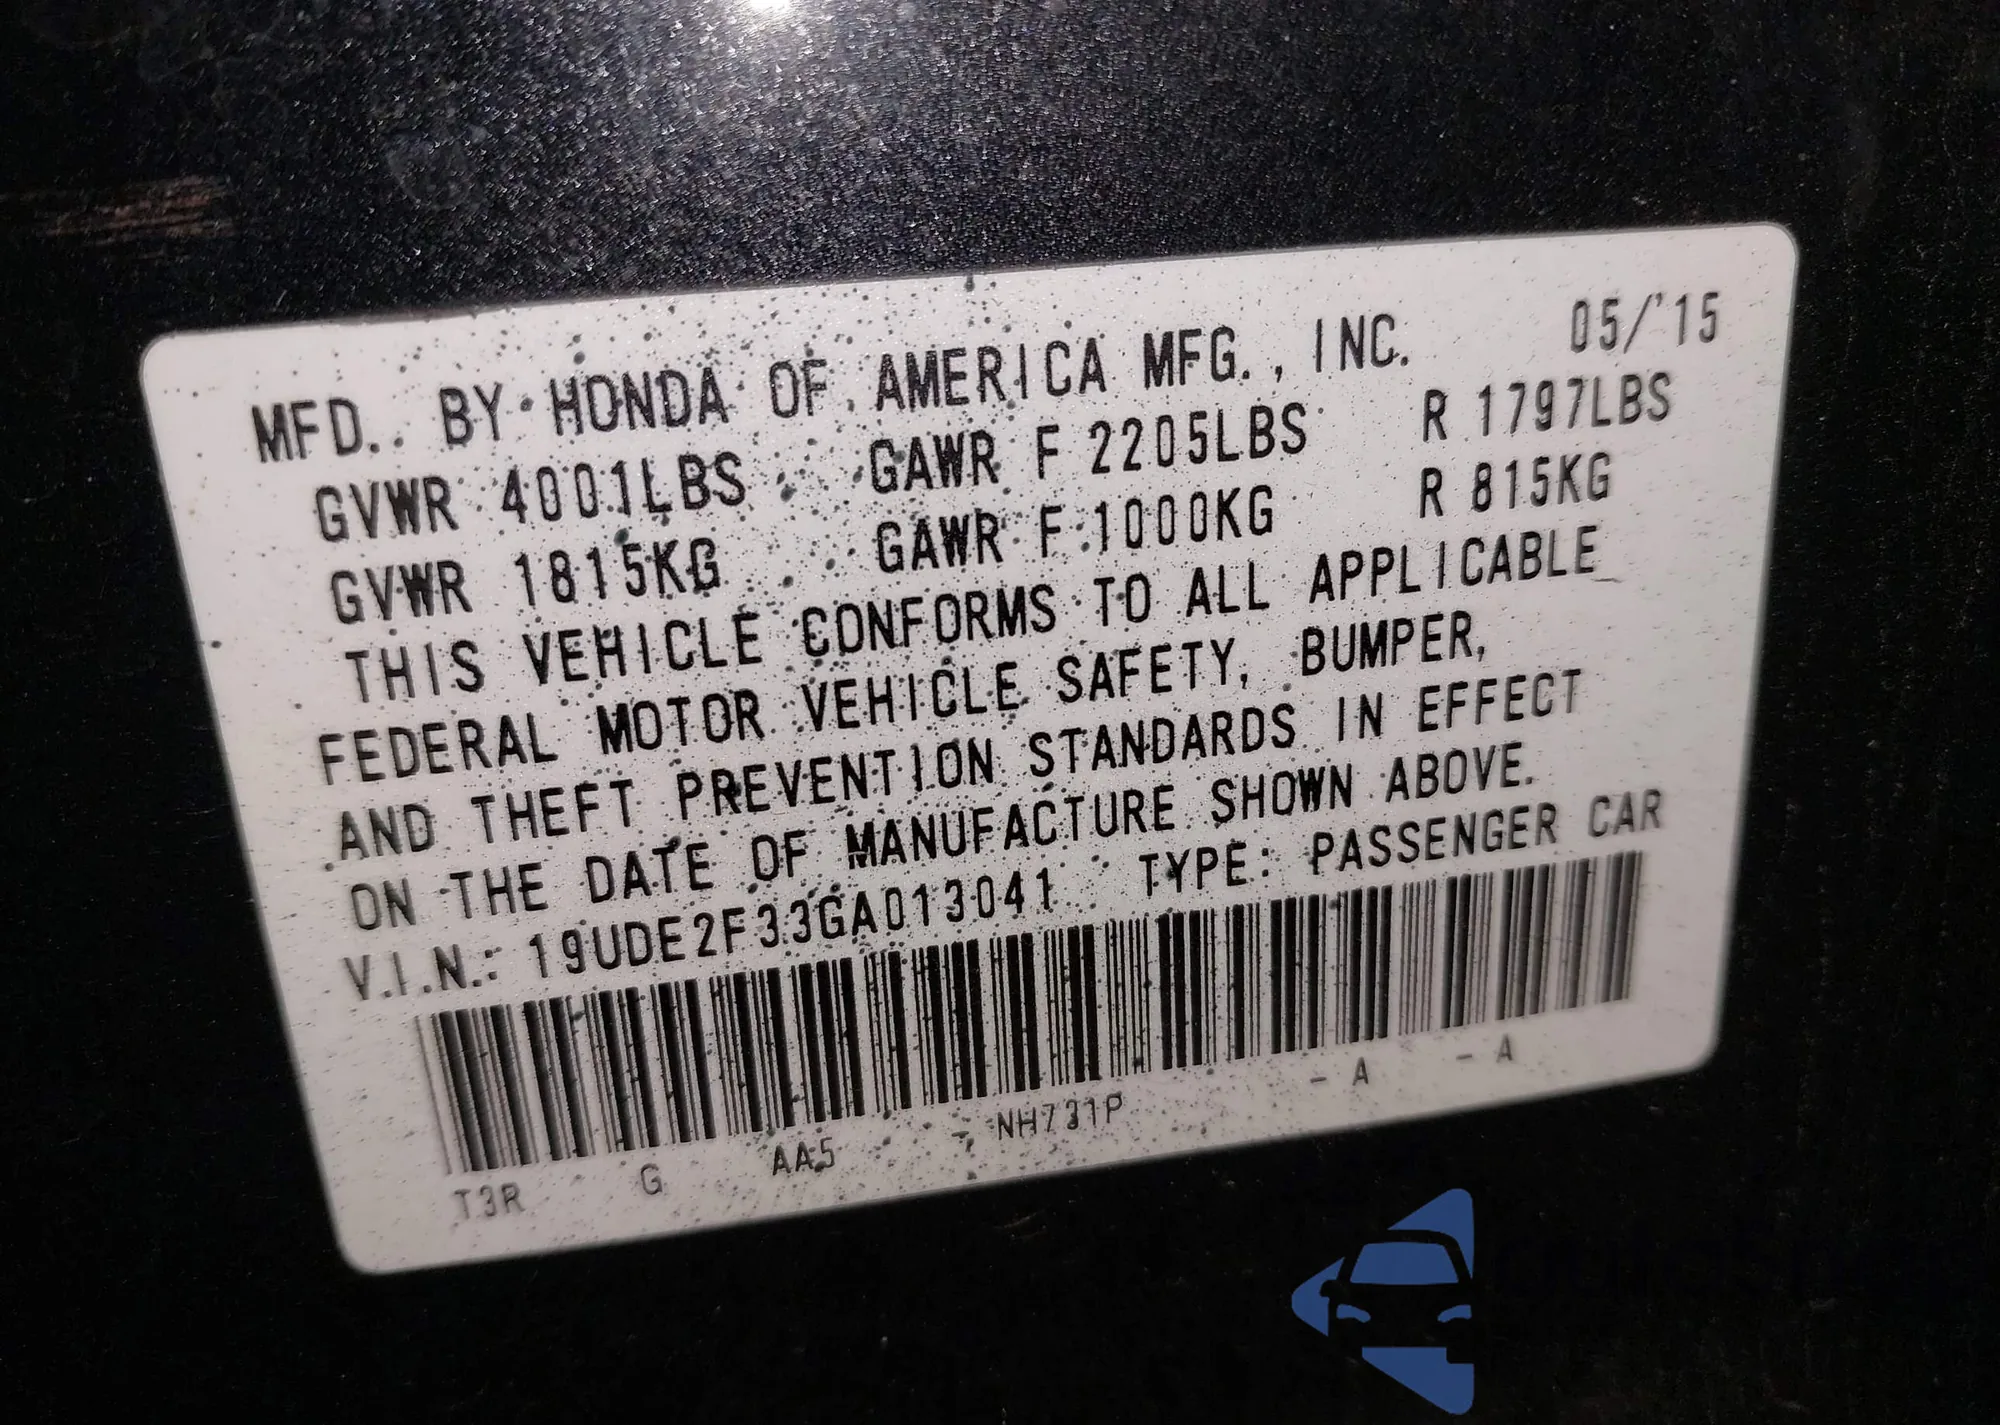 MFD. BY HONDA OF AMERICA MFG., INC. 05/'15
GVWR 4001LBS GAWR F 2205LBS R 1797LBS
GVWR 1815KG GAWR F 1000KG R 815KG
THIS VEHICLE CONFORMS TO ALL APPLICABLE
FEDERAL MOTOR VEHICLE SAFETY, BUMPER,
AND THEFT PREVENTION STANDARDS IN EFFECT
ON THE DATE OF MANUFACTURE SHOWN ABOVE.
V.I.N.: 19UDE2F33GA013041 TYPE: PASSENGER CAR
T3R G AA5 - NH731P - A - A